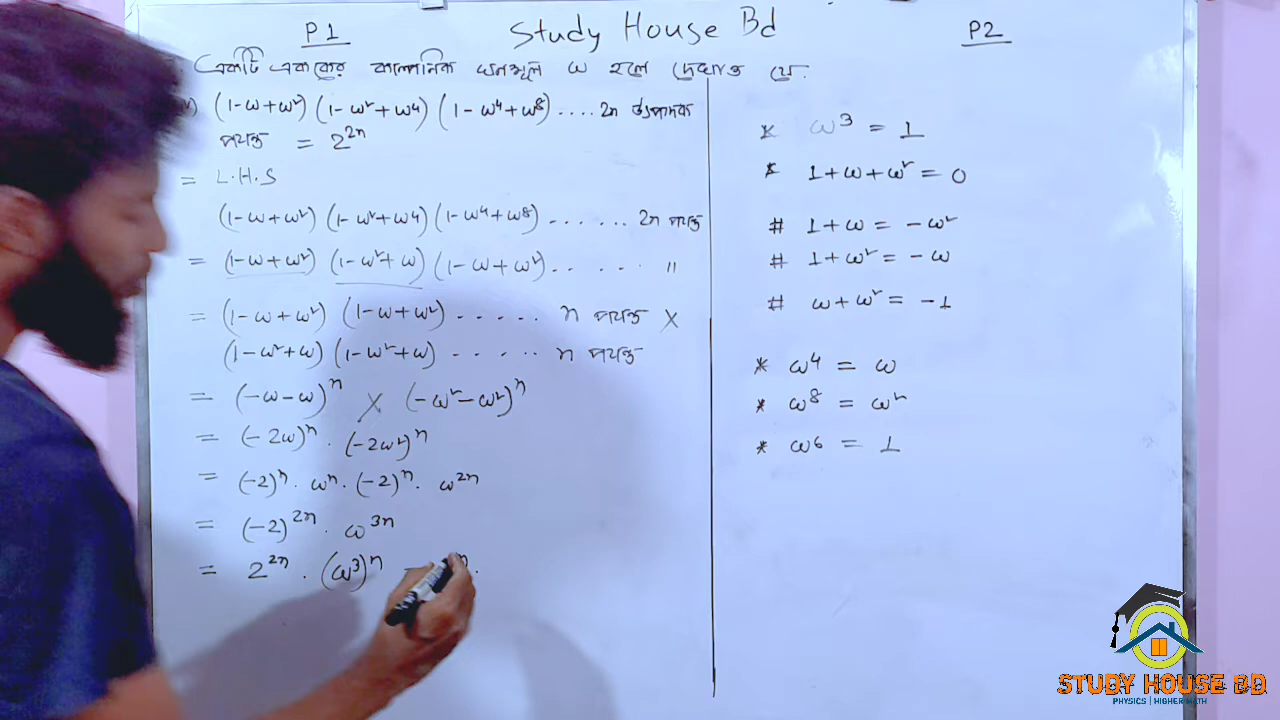 P1
Study House Bd
P2
একটি এককের কাল্পনিক ঘনমূল ω হলে দেখাও যে.
(1-ω+ω²) (1-ω²+ω4) (1-ω4+ω8) .... 2n উৎপাদক
পর্যন্ত = 2^2n
= L.H.S
(1-ω+ω²) (1-ω²+ω4) (1-ω4+ω8) ...... 2n পর্যন্ত
= (1-ω+ω²) (1-ω²+ω) (1-ω+ω²) ..... "
= (1-ω+ω²) (1-ω+ω²) ..... n পর্যন্ত ×
(1-ω²+ω) (1-ω²+ω) ..... n পর্যন্ত
= (-ω-ω)^n × (-ω²-ω²)^n
= (-2ω)^n . (-2ω²)^n
= (-2)^n . ω^n . (-2)^n . ω^2n
= (-2)^2n . ω^3n
= 2^2n . (ω^3)^n
* ω^3 = 1
* 1+ω+ω² = 0
# 1+ω = -ω²
# 1+ω² = -ω
# ω+ω² = -1
* ω4 = ω
* ω8 = ω²
* ω6 = 1
STUDY HOUSE BD
PHYSICS | HIGHER MATH